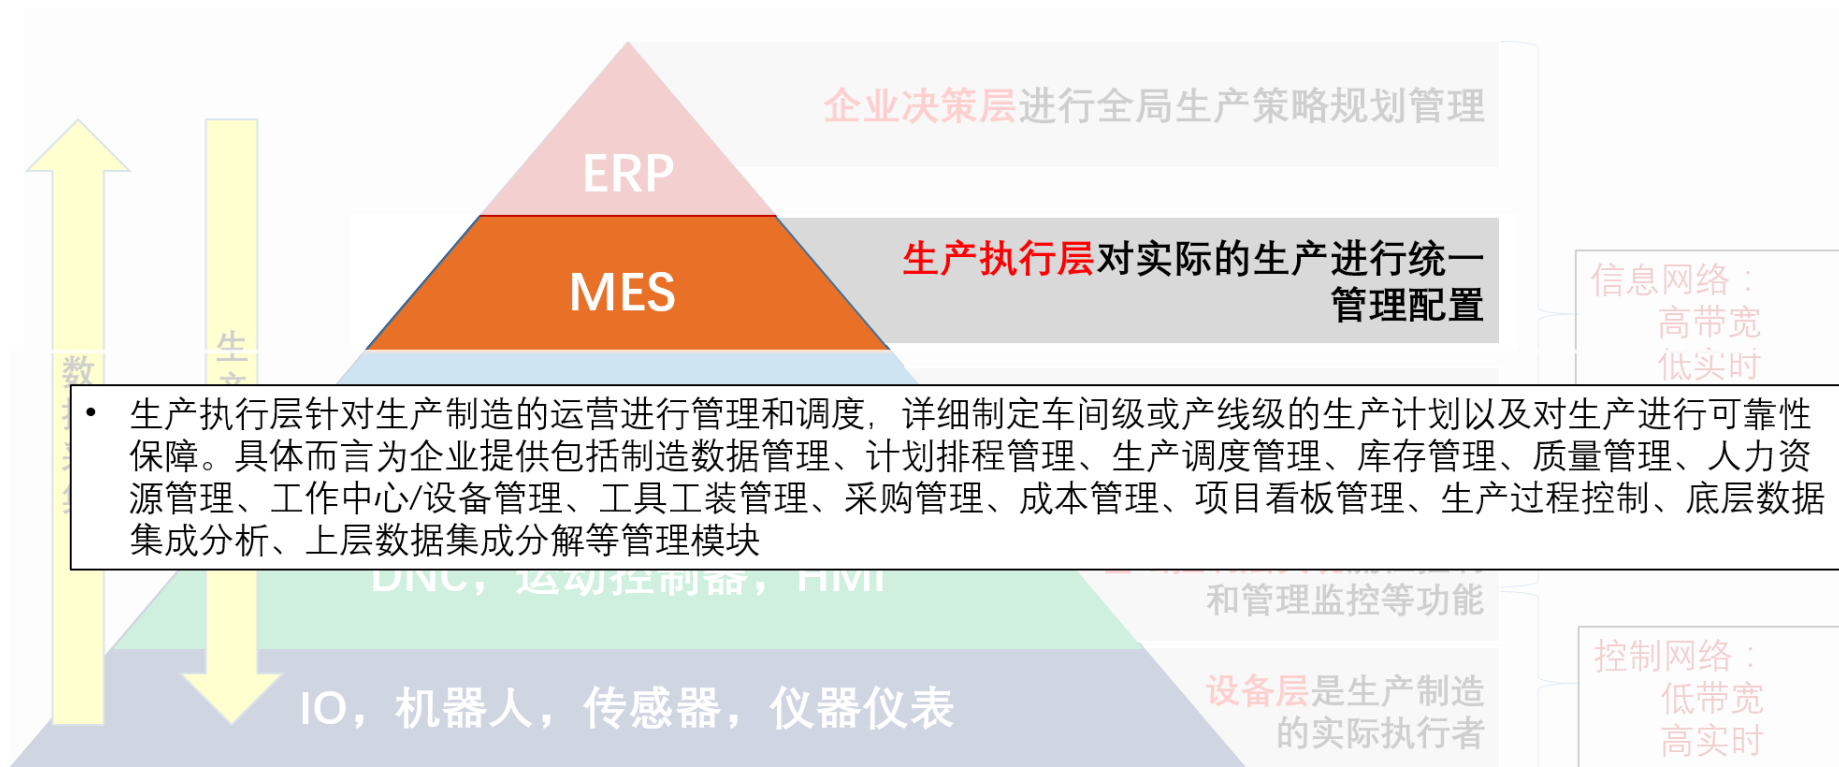 企业决策层进行全局生产策略规划管理
ERP
生产执行层对实际的生产进行统一
管理配置
MES
信息网络：
高带宽
低实时
生
数
• 生产执行层针对生产制造的运营进行管理和调度，详细制定车间级或产线级的生产计划以及对生产进行可靠性
保障。具体而言为企业提供包括制造数据管理、计划排程管理、生产调度管理、库存管理、质量管理、人力资
源管理、工作中心/设备管理、工具工装管理、采购管理、成本管理、项目看板管理、生产过程控制、底层数据
集成分析、上层数据集成分解等管理模块
DNC，运动控制器，HMI
和管理监控等功能
控制网络：
低带宽
高实时
IO，机器人，传感器，仪器仪表
设备层是生产制造
的实际执行者